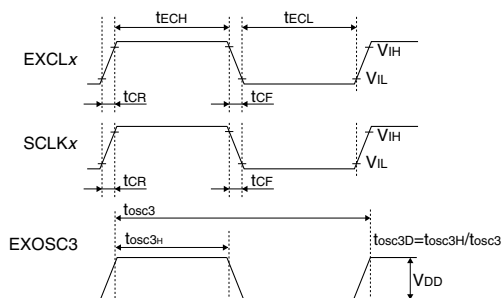 tECH tECL
EXCLx
VIH
VIL
tCR tCF
SCLKx
VIH
VIL
tCR tCF
tosc3
EXOSC3
tosc3H
tosc3D=tosc3H/tosc3
VDD